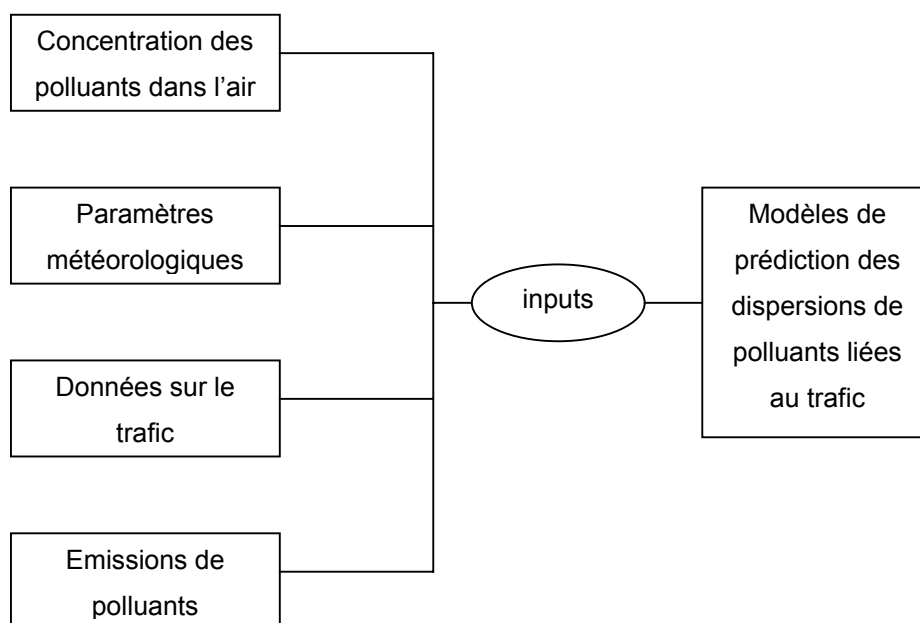 Concentration des
polluants dans l’air
Paramètres
météorologiques
Données sur le
trafic
Emissions de
polluants
inputs
Modèles de
prédiction des
dispersions de
polluants liées
au trafic